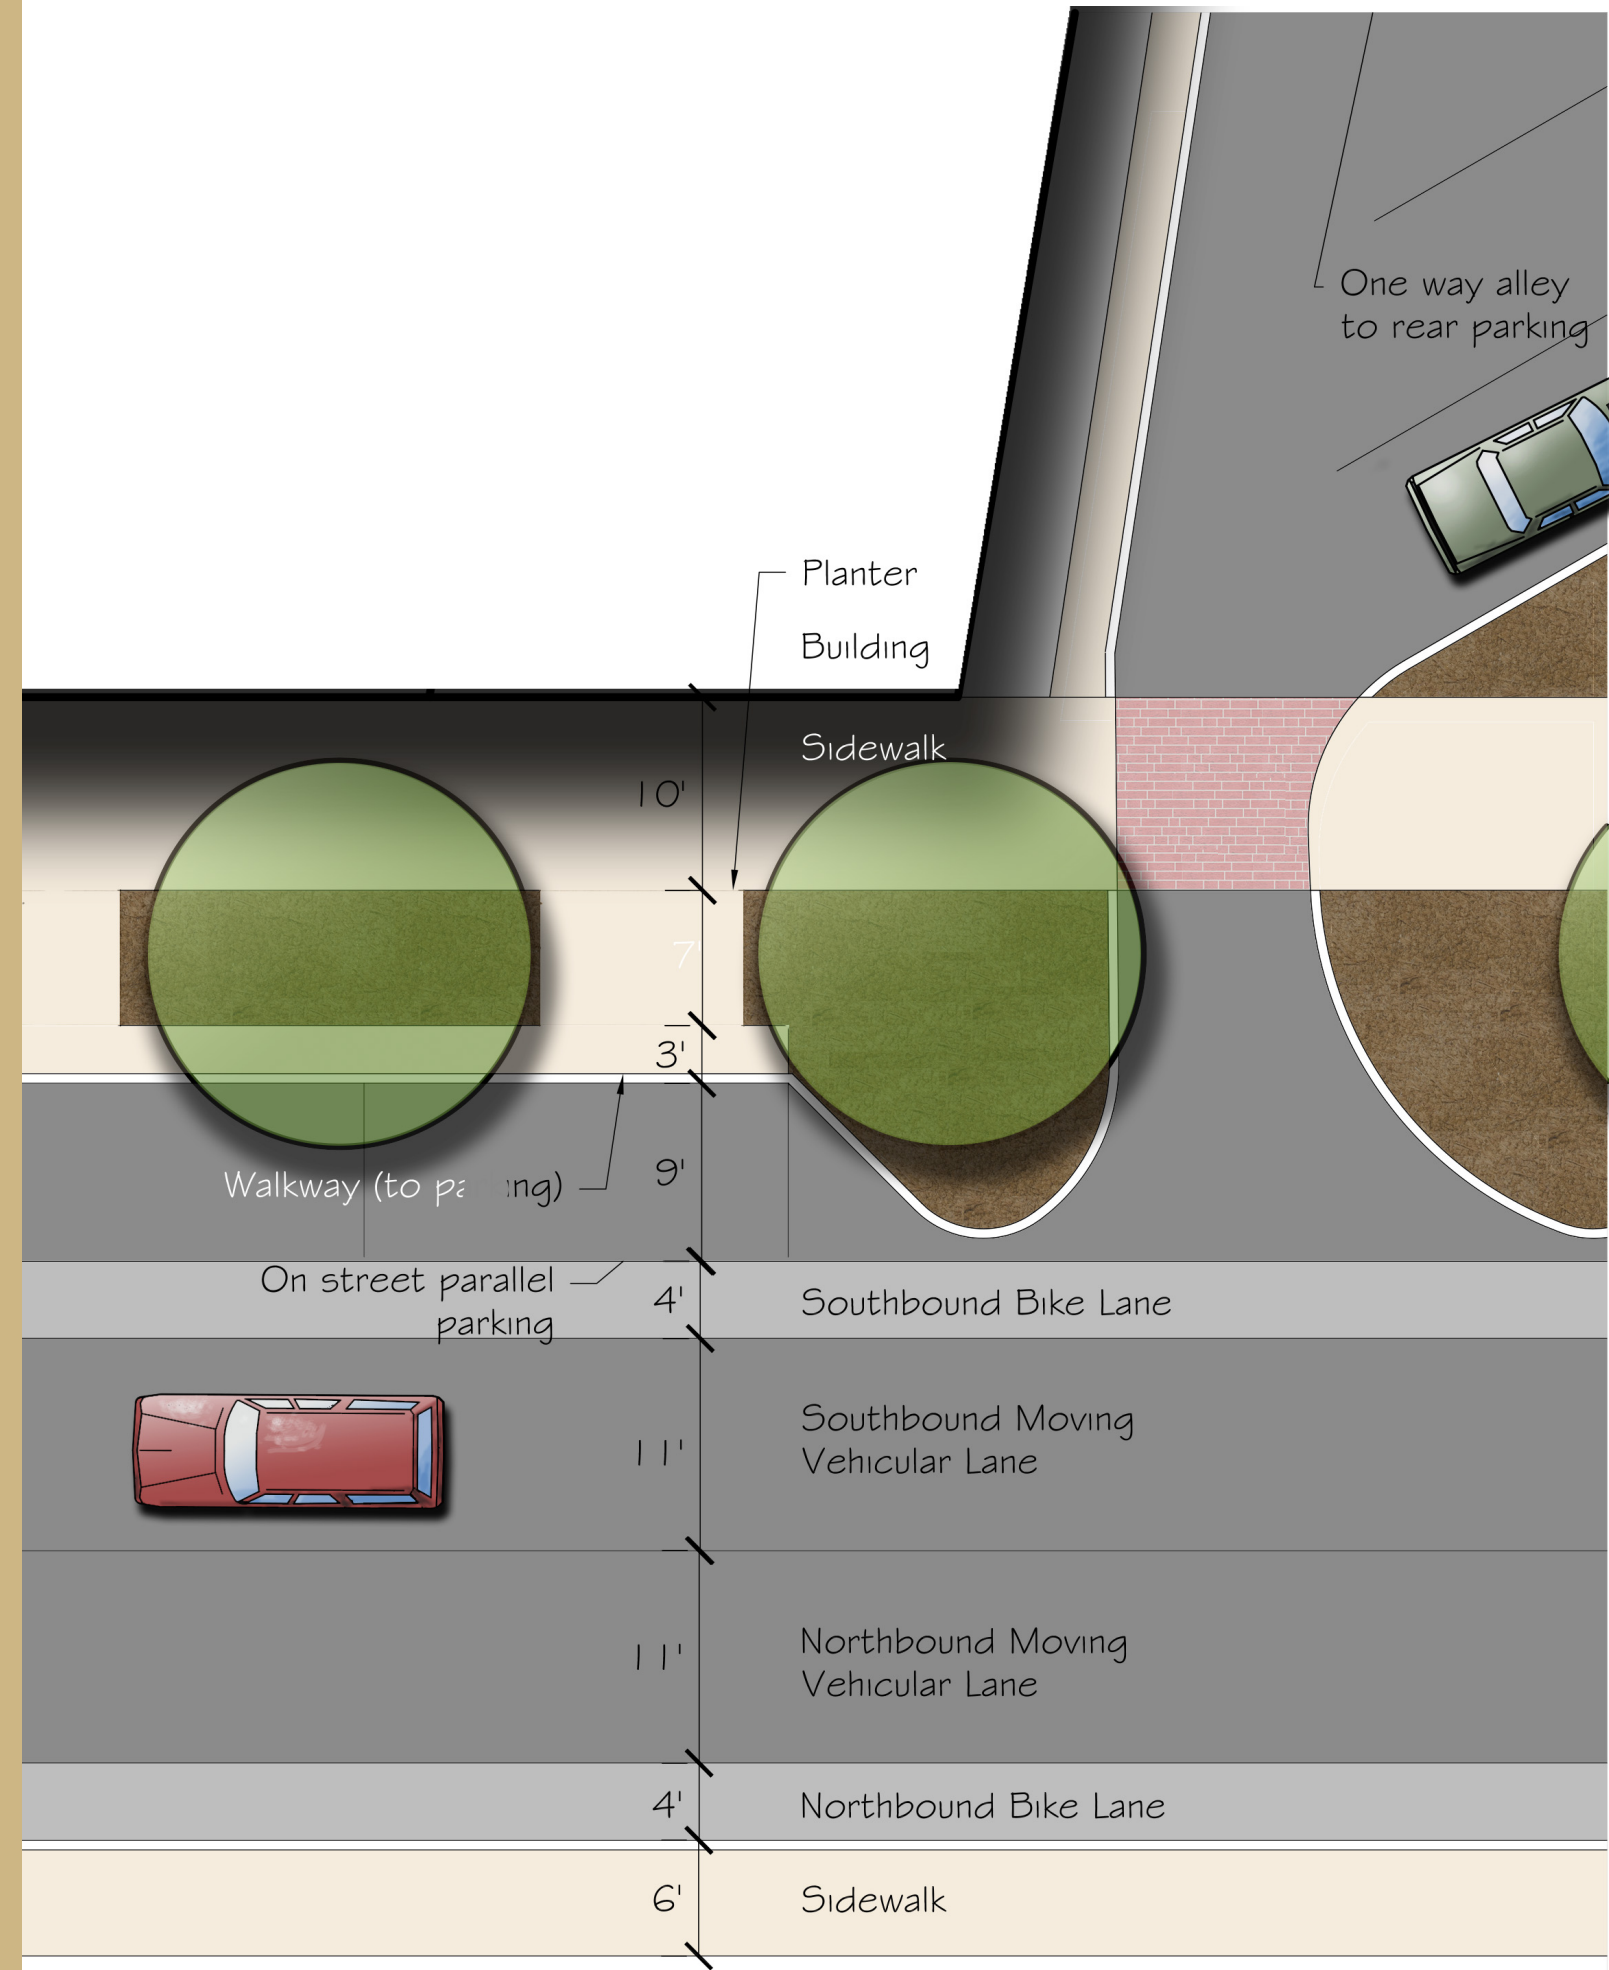 One way alley
to rear parking
Planter
Building
Sidewalk
10'
7'
3'
Walkway (to pa ng)
9'
On street parallel
parking
4'
Southbound Bike Lane
11'
Southbound Moving
Vehicular Lane
11'
Northbound Moving
Vehicular Lane
4'
Northbound Bike Lane
6'
Sidewalk